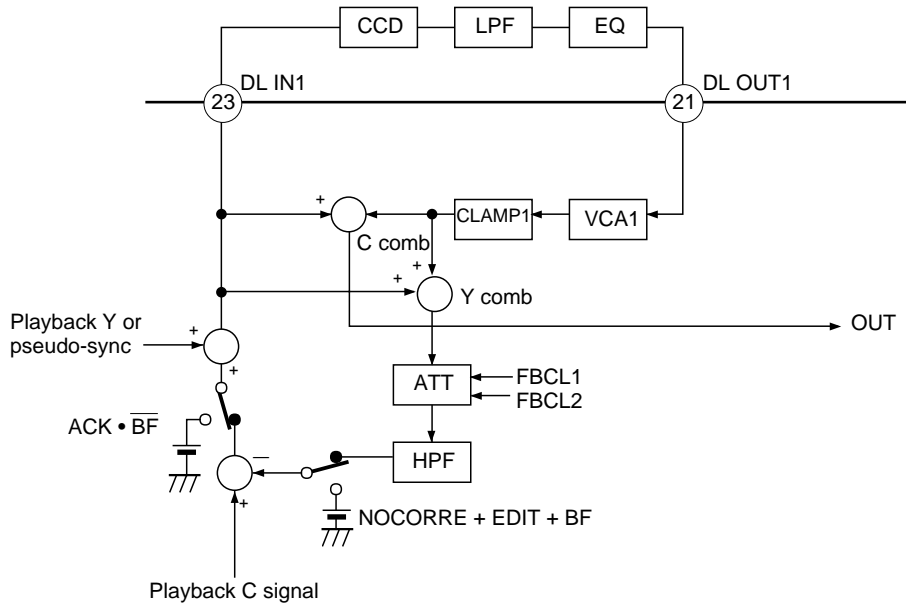 CCD LPF EQ
DL IN1 DL OUT1
23 21
+
CLAMP1 VCA1
C comb
+
+ Y comb
Playback Y or
pseudo-sync
+
OUT
+
ATT FBCL1
FBCL2
ACK • B̅F̅
HPF
—
+
NOCORRE + EDIT + BF
Playback C signal